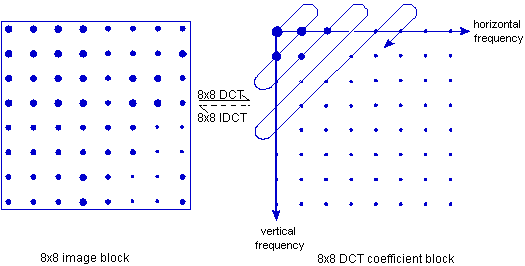 horizontal
frequency
8x8 DCT
8x8 IDCT
vertical
frequency
8x8 image block
8x8 DCT coefficient block